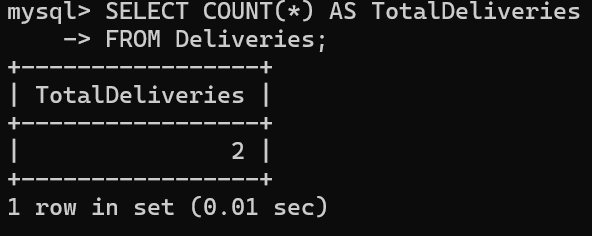 mysql> SELECT COUNT(*) AS TotalDeliveries
    -> FROM Deliveries;
+-----------------+
| TotalDeliveries |
+-----------------+
|               2 |
+-----------------+
1 row in set (0.01 sec)